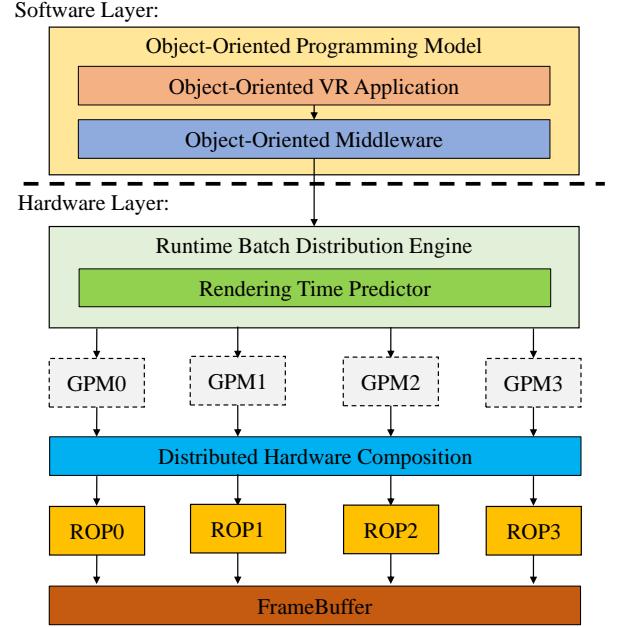 Software Layer:
Object-Oriented Programming Model
Object-Oriented VR Application
Object-Oriented Middleware
Hardware Layer:
Runtime Batch Distribution Engine
Rendering Time Predictor
GPM0 GPM1 GPM2 GPM3
Distributed Hardware Composition
ROP0 ROP1 ROP2 ROP3
FrameBuffer